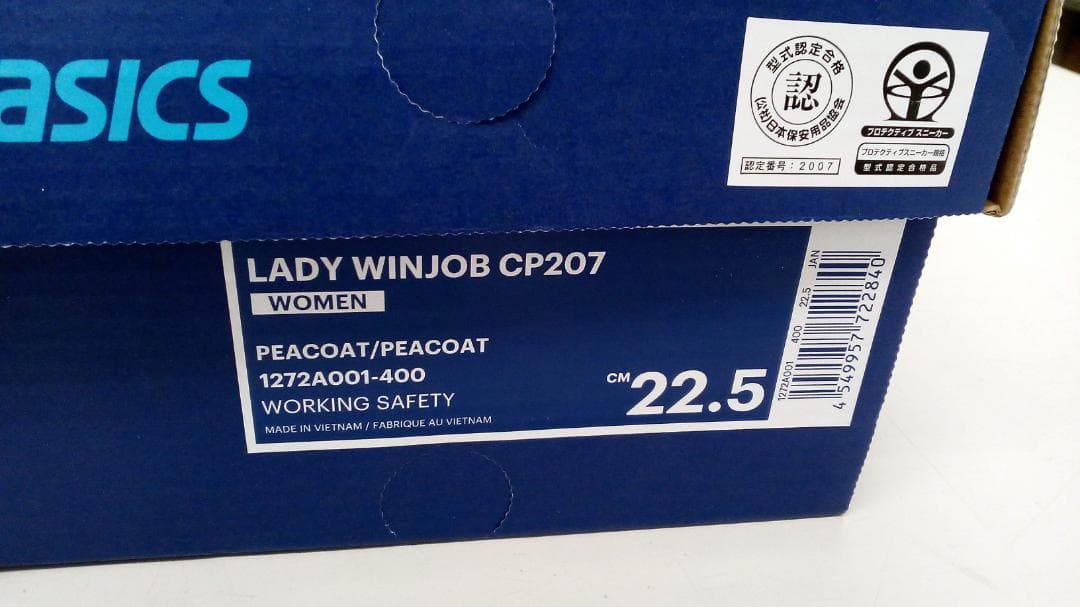 asics
型式認定合格
認
(公社)日本保安用品協会
認定番号：2007
プロテクティブ スニーカー
プロテクティブスニーカー規格
型式認定合格品
LADY WINJOB CP207
WOMEN
PEACOAT/PEACOAT
1272A001-400
WORKING SAFETY
MADE IN VIETNAM / FABRIQUE AU VIETNAM
CM 22.5
1272A001 400 22.5 JAN
4 549957 722840